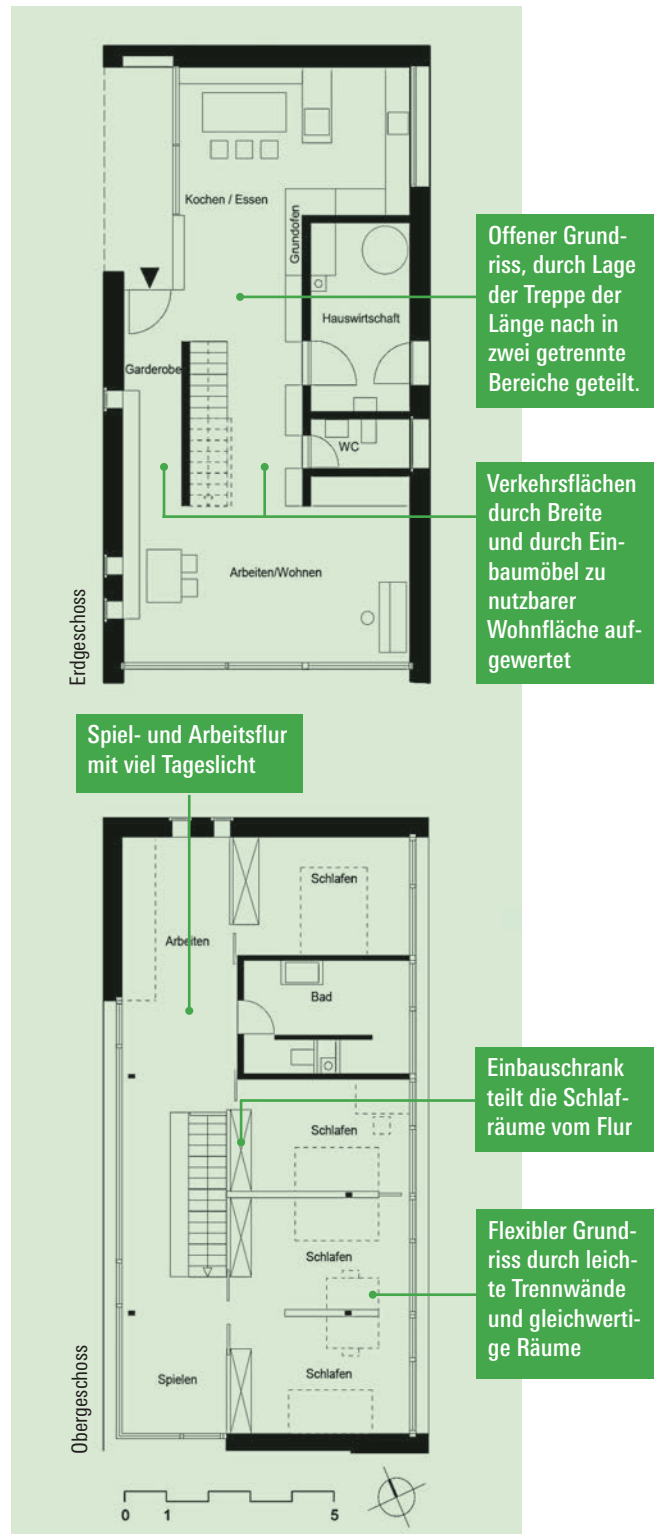 Kochen / Essen
Grundofen
Offener Grund-
riss, durch Lage
der Treppe der
Länge nach in
zwei getrennte
Bereiche geteilt.
Hauswirtschaft
Garderobe
WC
Verkehrsflächen
durch Breite
und durch Ein-
baumöbel zu
nutzbarer
Wohnfläche auf-
gewertet
Arbeiten/Wohnen
Erdgeschoss
Spiel- und Arbeitsflur
mit viel Tageslicht
Schlafen
Arbeiten
Bad
Einbauschrank
teilt die Schlaf-
räume vom Flur
Schlafen
Schlafen
Flexibler Grund-
riss durch leich-
te Trennwände
und gleichwerti-
ge Räume
Schlafen
Spielen
Obergeschoss
0 1 5